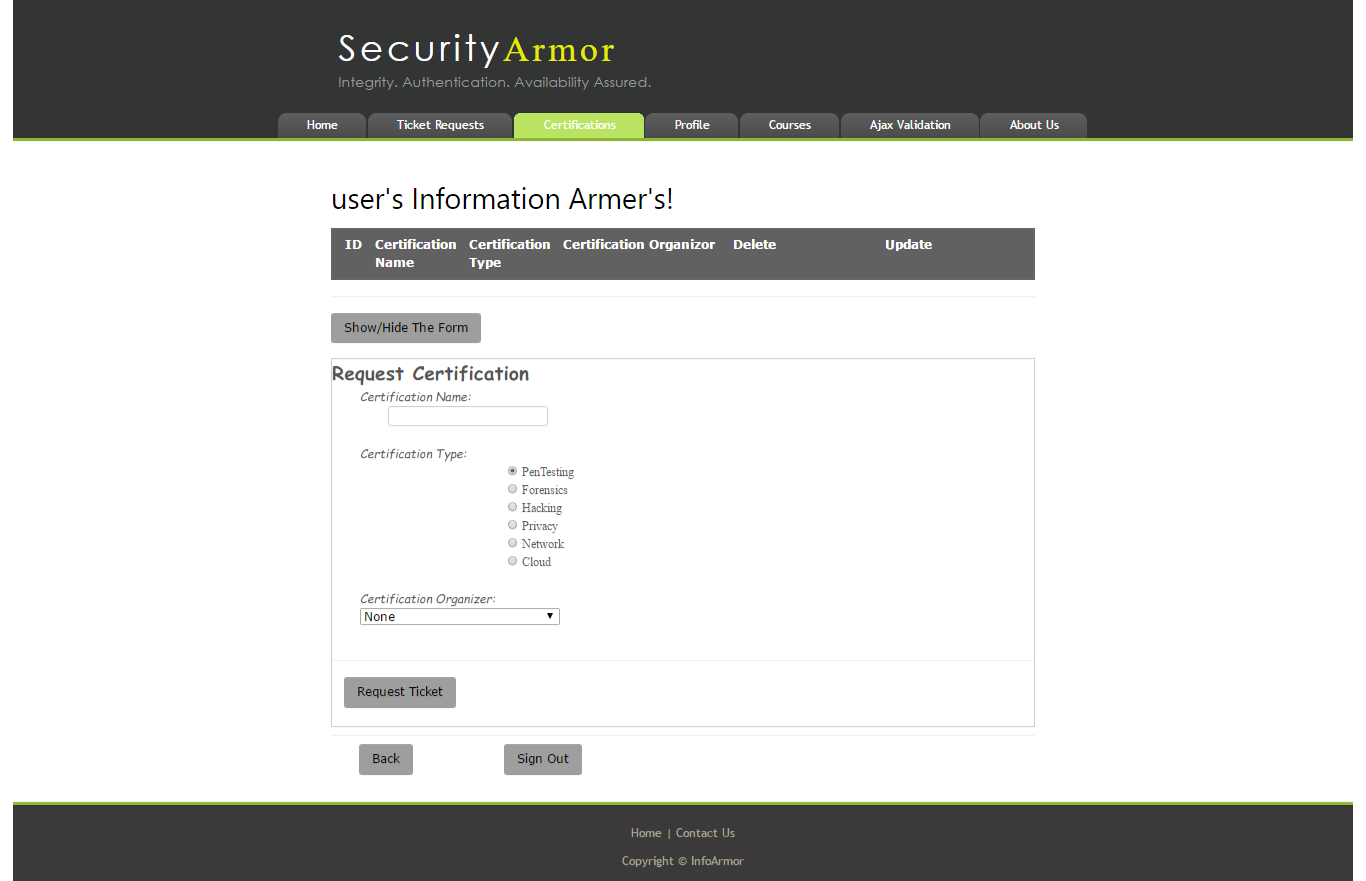 SecurityArmor
Integrity. Authentication. Availability Assured.
Home Ticket Requests Certifications Profile Courses Ajax Validation About Us
user's Information Armer's!
ID Certification Name Certification Type Certification Organizor Delete Update
Show/Hide The Form
Request Certification
Certification Name:
Certification Type:
PenTesting
Forensics
Hacking
Privacy
Network
Cloud
Certification Organizer:
None
Request Ticket
Back Sign Out
Home | Contact Us
Copyright © InfoArmor